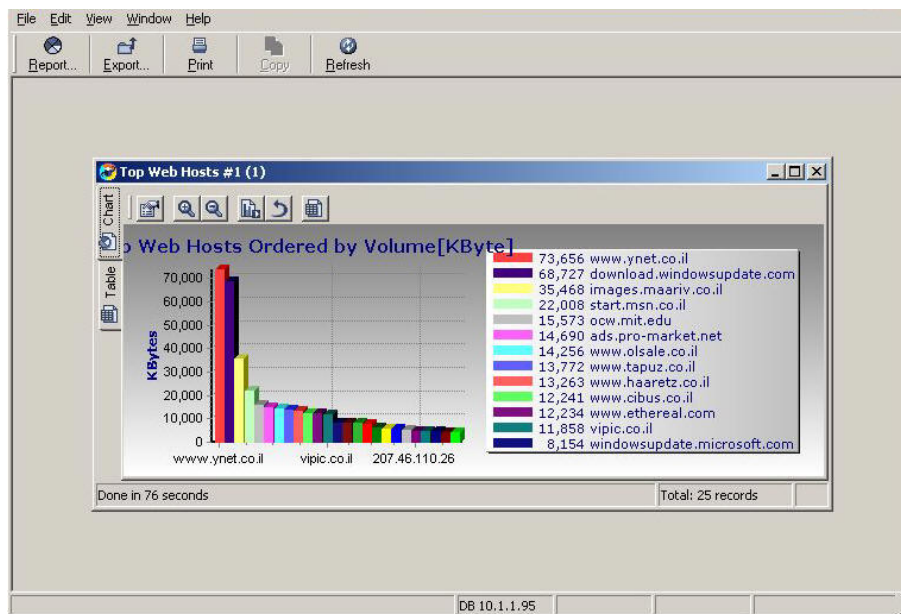 File Edit View Window Help
Report... Export... Print Copy Refresh
Top Web Hosts #1 (1)
Chart
Table
p Web Hosts Ordered by Volume[KByte]
KBytes
70,000
60,000
50,000
40,000
30,000
20,000
10,000
0
www.ynet.co.il vipic.co.il 207.46.110.26
73,656 www.ynet.co.il
68,727 download.windowsupdate.com
35,468 images.maariv.co.il
22,008 start.msn.co.il
15,573 ocw.mit.edu
14,690 ads.pro-market.net
14,256 www.olsale.co.il
13,772 www.tapuz.co.il
13,263 www.haaretz.co.il
12,241 www.cibus.co.il
12,234 www.ethereal.com
11,858 vipic.co.il
8,154 windowsupdate.microsoft.com
Done in 76 seconds Total: 25 records
DB 10.1.1.95